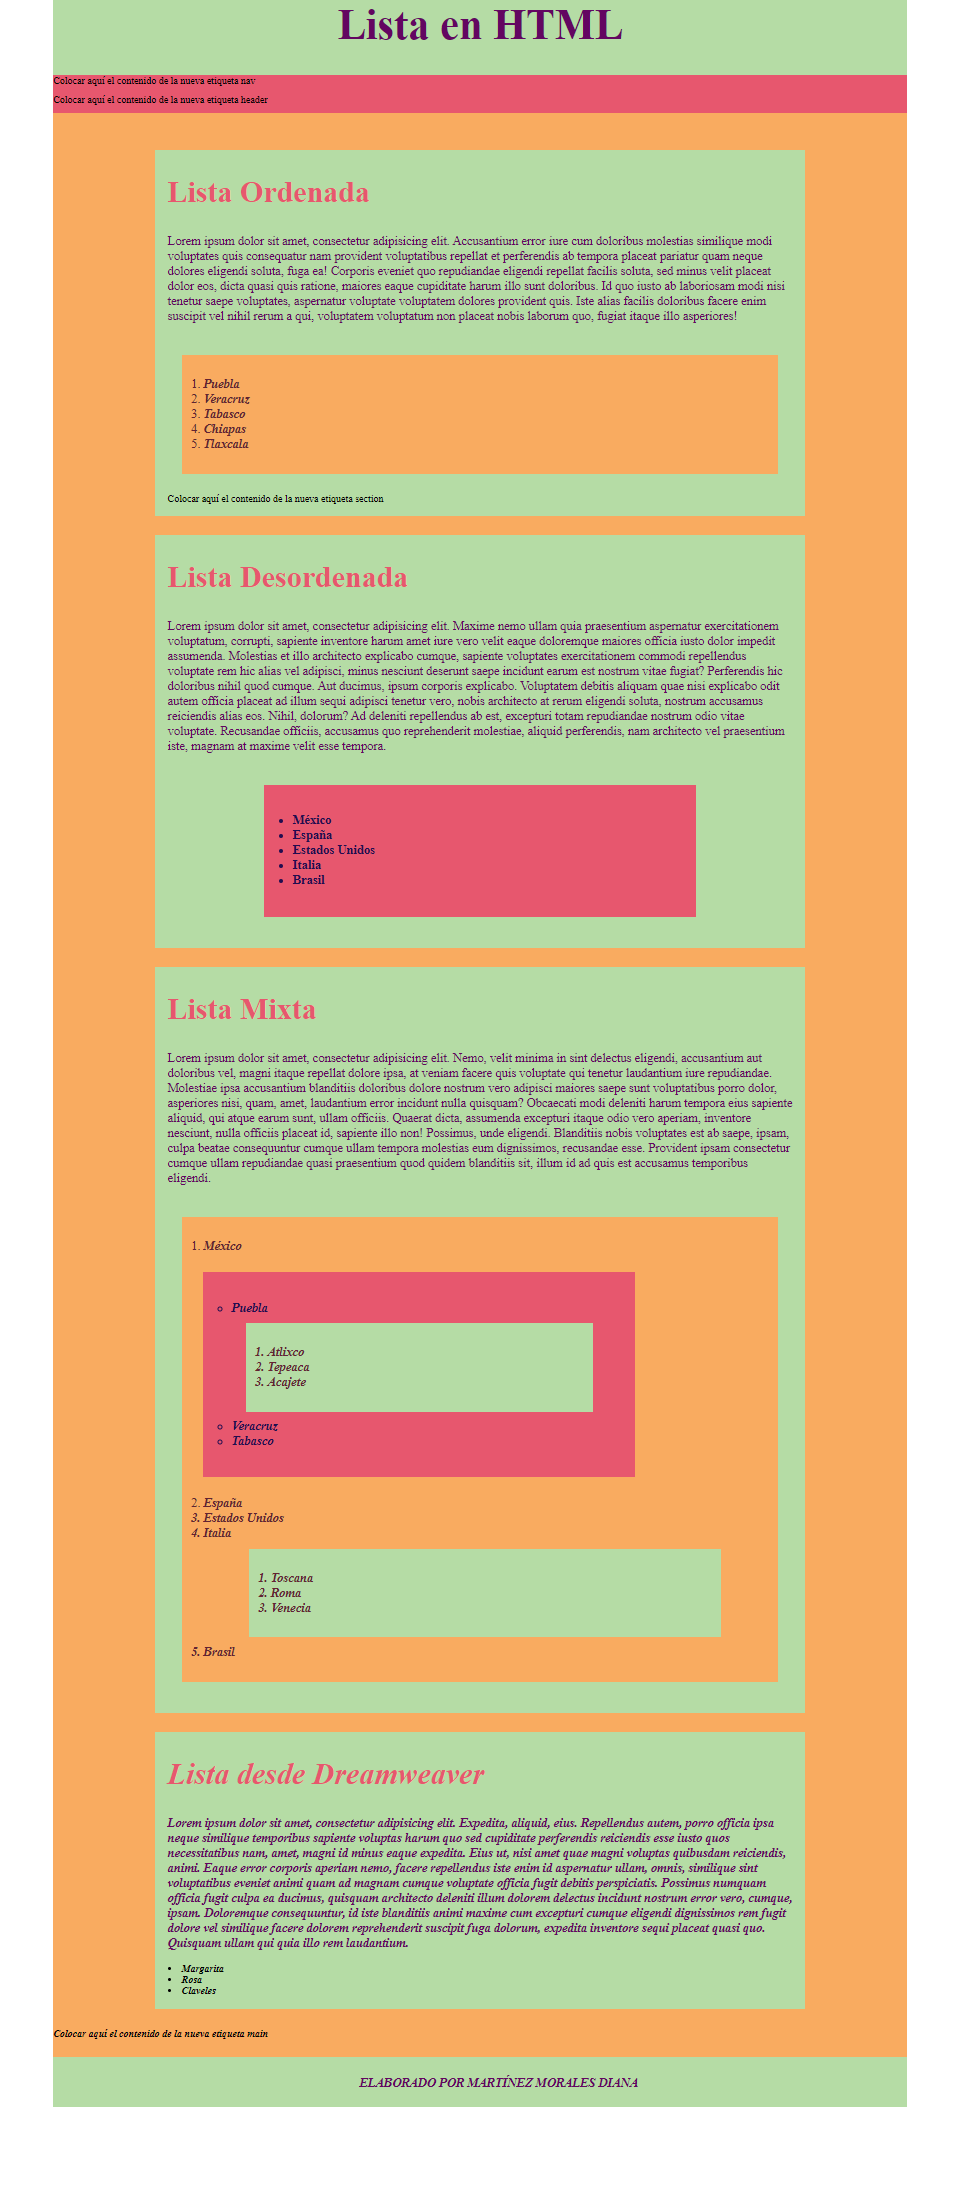 Lista en HTML
Colocar aquí el contenido de la nueva etiqueta nav
Colocar aquí el contenido de la nueva etiqueta header
Lista Ordenada
Lorem ipsum dolor sit amet, consectetur adipisicing elit. Accusantium error iure cum doloribus molestias similique modi
voluptates quis consequatur nam provident voluptatibus repellat et perferendis ab tempora placeat pariatur quam neque
dolores eligendi soluta, fuga ea! Corporis eveniet quo repudiandae eligendi repellat facilis soluta, sed minus velit placeat
dolor eos, dicta quasi quis ratione, maiores eaque cupiditate harum illo sunt doloribus. Id quo iusto ab laboriosam modi nisi
tenetur saepe voluptates, aspernatur voluptate voluptatem dolores provident quis. Iste alias facilis doloribus facere enim
suscipit vel nihil rerum a qui, voluptatem voluptatum non placeat nobis laborum quo, fugiat itaque illo asperiores!
1. Puebla
2. Veracruz
3. Tabasco
4. Chiapas
5. Tlaxcala
Colocar aquí el contenido de la nueva etiqueta section
Lista Desordenada
Lorem ipsum dolor sit amet, consectetur adipisicing elit. Maxime nemo ullam quia praesentium aspernatur exercitationem
voluptatum, corrupti, sapiente inventore harum amet iure vero velit eaque doloremque maiores officia iusto dolor impedit
assumenda. Molestias et illo architecto explicabo cumque, sapiente voluptates exercitationem commodi repellendus
voluptate rem hic alias vel adipisci, minus nesciunt deserunt saepe incidunt earum est nostrum vitae fugiat? Perferendis hic
doloribus nihil quod cumque. Aut ducimus, ipsum corporis explicabo. Voluptatem debitis aliquam quae nisi explicabo odit
autem officia placeat ad illum sequi adipisci tenetur vero, nobis architecto at rerum eligendi soluta, nostrum accusamus
reiciendis alias eos. Nihil, dolorum? Ad deleniti repellendus ab est, excepturi totam repudiandae nostrum odio vitae
voluptate. Recusandae officiis, accusamus quo reprehenderit molestiae, aliquid perferendis, nam architecto vel praesentium
iste, magnam at maxime velit esse tempora.
• México
• España
• Estados Unidos
• Italia
• Brasil
Lista Mixta
Lorem ipsum dolor sit amet, consectetur adipisicing elit. Nemo, velit minima in sint delectus eligendi, accusantium aut
doloribus vel, magni itaque repellat dolore ipsa, at veniam facere quis voluptate qui tenetur laudantium iure repudiandae.
Molestiae ipsa accusantium blanditiis doloribus dolore nostrum vero adipisci maiores saepe sunt voluptatibus porro dolor,
asperiores nisi, quam, amet, laudantium error incidunt nulla quisquam? Obcaecati modi deleniti harum tempora eius sapiente
aliquid, qui atque earum sunt, ullam officiis. Quaerat dicta, assumenda excepturi itaque odio vero aperiam, inventore
nesciunt, nulla officiis placeat id, sapiente illo non! Possimus, unde eligendi. Blanditiis nobis voluptates est ab saepe, ipsam,
culpa beatae consequuntur cumque ullam tempora molestias eum dignissimos, recusandae esse. Provident ipsam consectetur
cumque ullam repudiandae quasi praesentium quod quidem blanditiis sit, illum id ad quis est accusamus temporibus
eligendi.
1. México
◦ Puebla
1. Atlixco
2. Tepeaca
3. Acajete
◦ Veracruz
◦ Tabasco
2. España
3. Estados Unidos
4. Italia
1. Toscana
2. Roma
3. Venecia
5. Brasil
Lista desde Dreamweaver
Lorem ipsum dolor sit amet, consectetur adipisicing elit. Expedita, aliquid, eius. Repellendus autem, porro officia ipsa
neque similique temporibus sapiente voluptas harum quo sed cupiditate perferendis reiciendis esse iusto quos
necessitatibus nam, amet, magni id minus eaque expedita. Eius ut, nisi amet quae magni voluptas quibusdam reiciendis,
animi. Eaque error corporis aperiam nemo, facere repellendus iste enim id aspernatur ullam, omnis, similique sint
voluptatibus eveniet animi quam ad magnam cumque voluptate officia fugit debitis perspiciatis. Possimus numquam
officia fugit culpa ea ducimus, quisquam architecto deleniti illum dolorem delectus incidunt nostrum error vero, cumque,
ipsam. Doloremque consequuntur, id iste blanditiis animi maxime cum excepturi cumque eligendi dignissimos rem fugit
dolore vel similique facere dolorem reprehenderit suscipit fuga dolorum, expedita inventore sequi placeat quasi quo.
Quisquam ullam qui quia illo rem laudantium.
• Margarita
• Rosa
• Claveles
Colocar aquí el contenido de la nueva etiqueta main
ELABORADO POR MARTÍNEZ MORALES DIANA